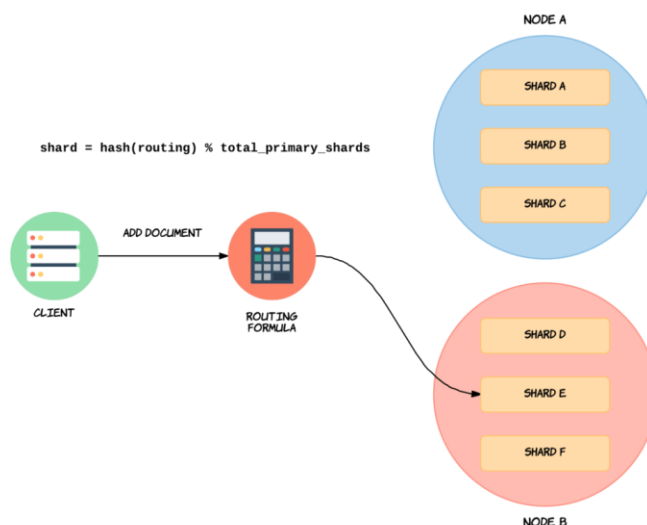 NODE A
SHARD A
SHARD B
SHARD C
shard = hash(routing) % total_primary_shards
ADD DOCUMENT
CLIENT
ROUTING
FORMULA
SHARD D
SHARD E
SHARD F
NODE B